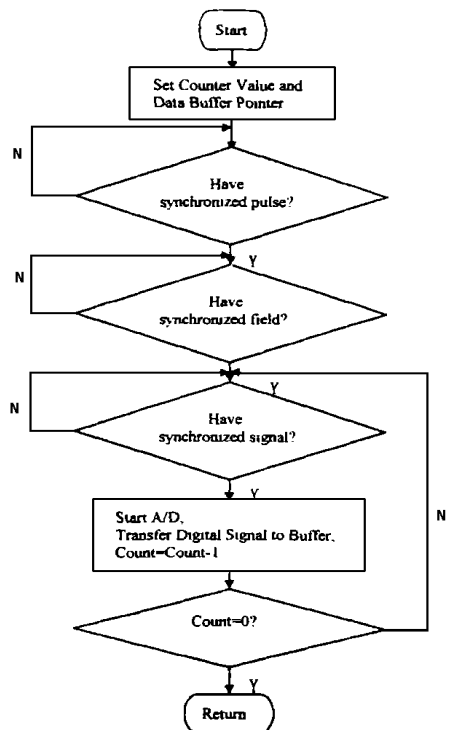 Start
Set Counter Value and
Data Buffer Pointer
N
Have
synchronized pulse?
Y
N
Have
synchronized field?
Y
N
Have
synchronized signal?
Y
Start A/D,
Transfer Digital Signal to Buffer,
Count=Count-1
N
Count=0?
Y
Return